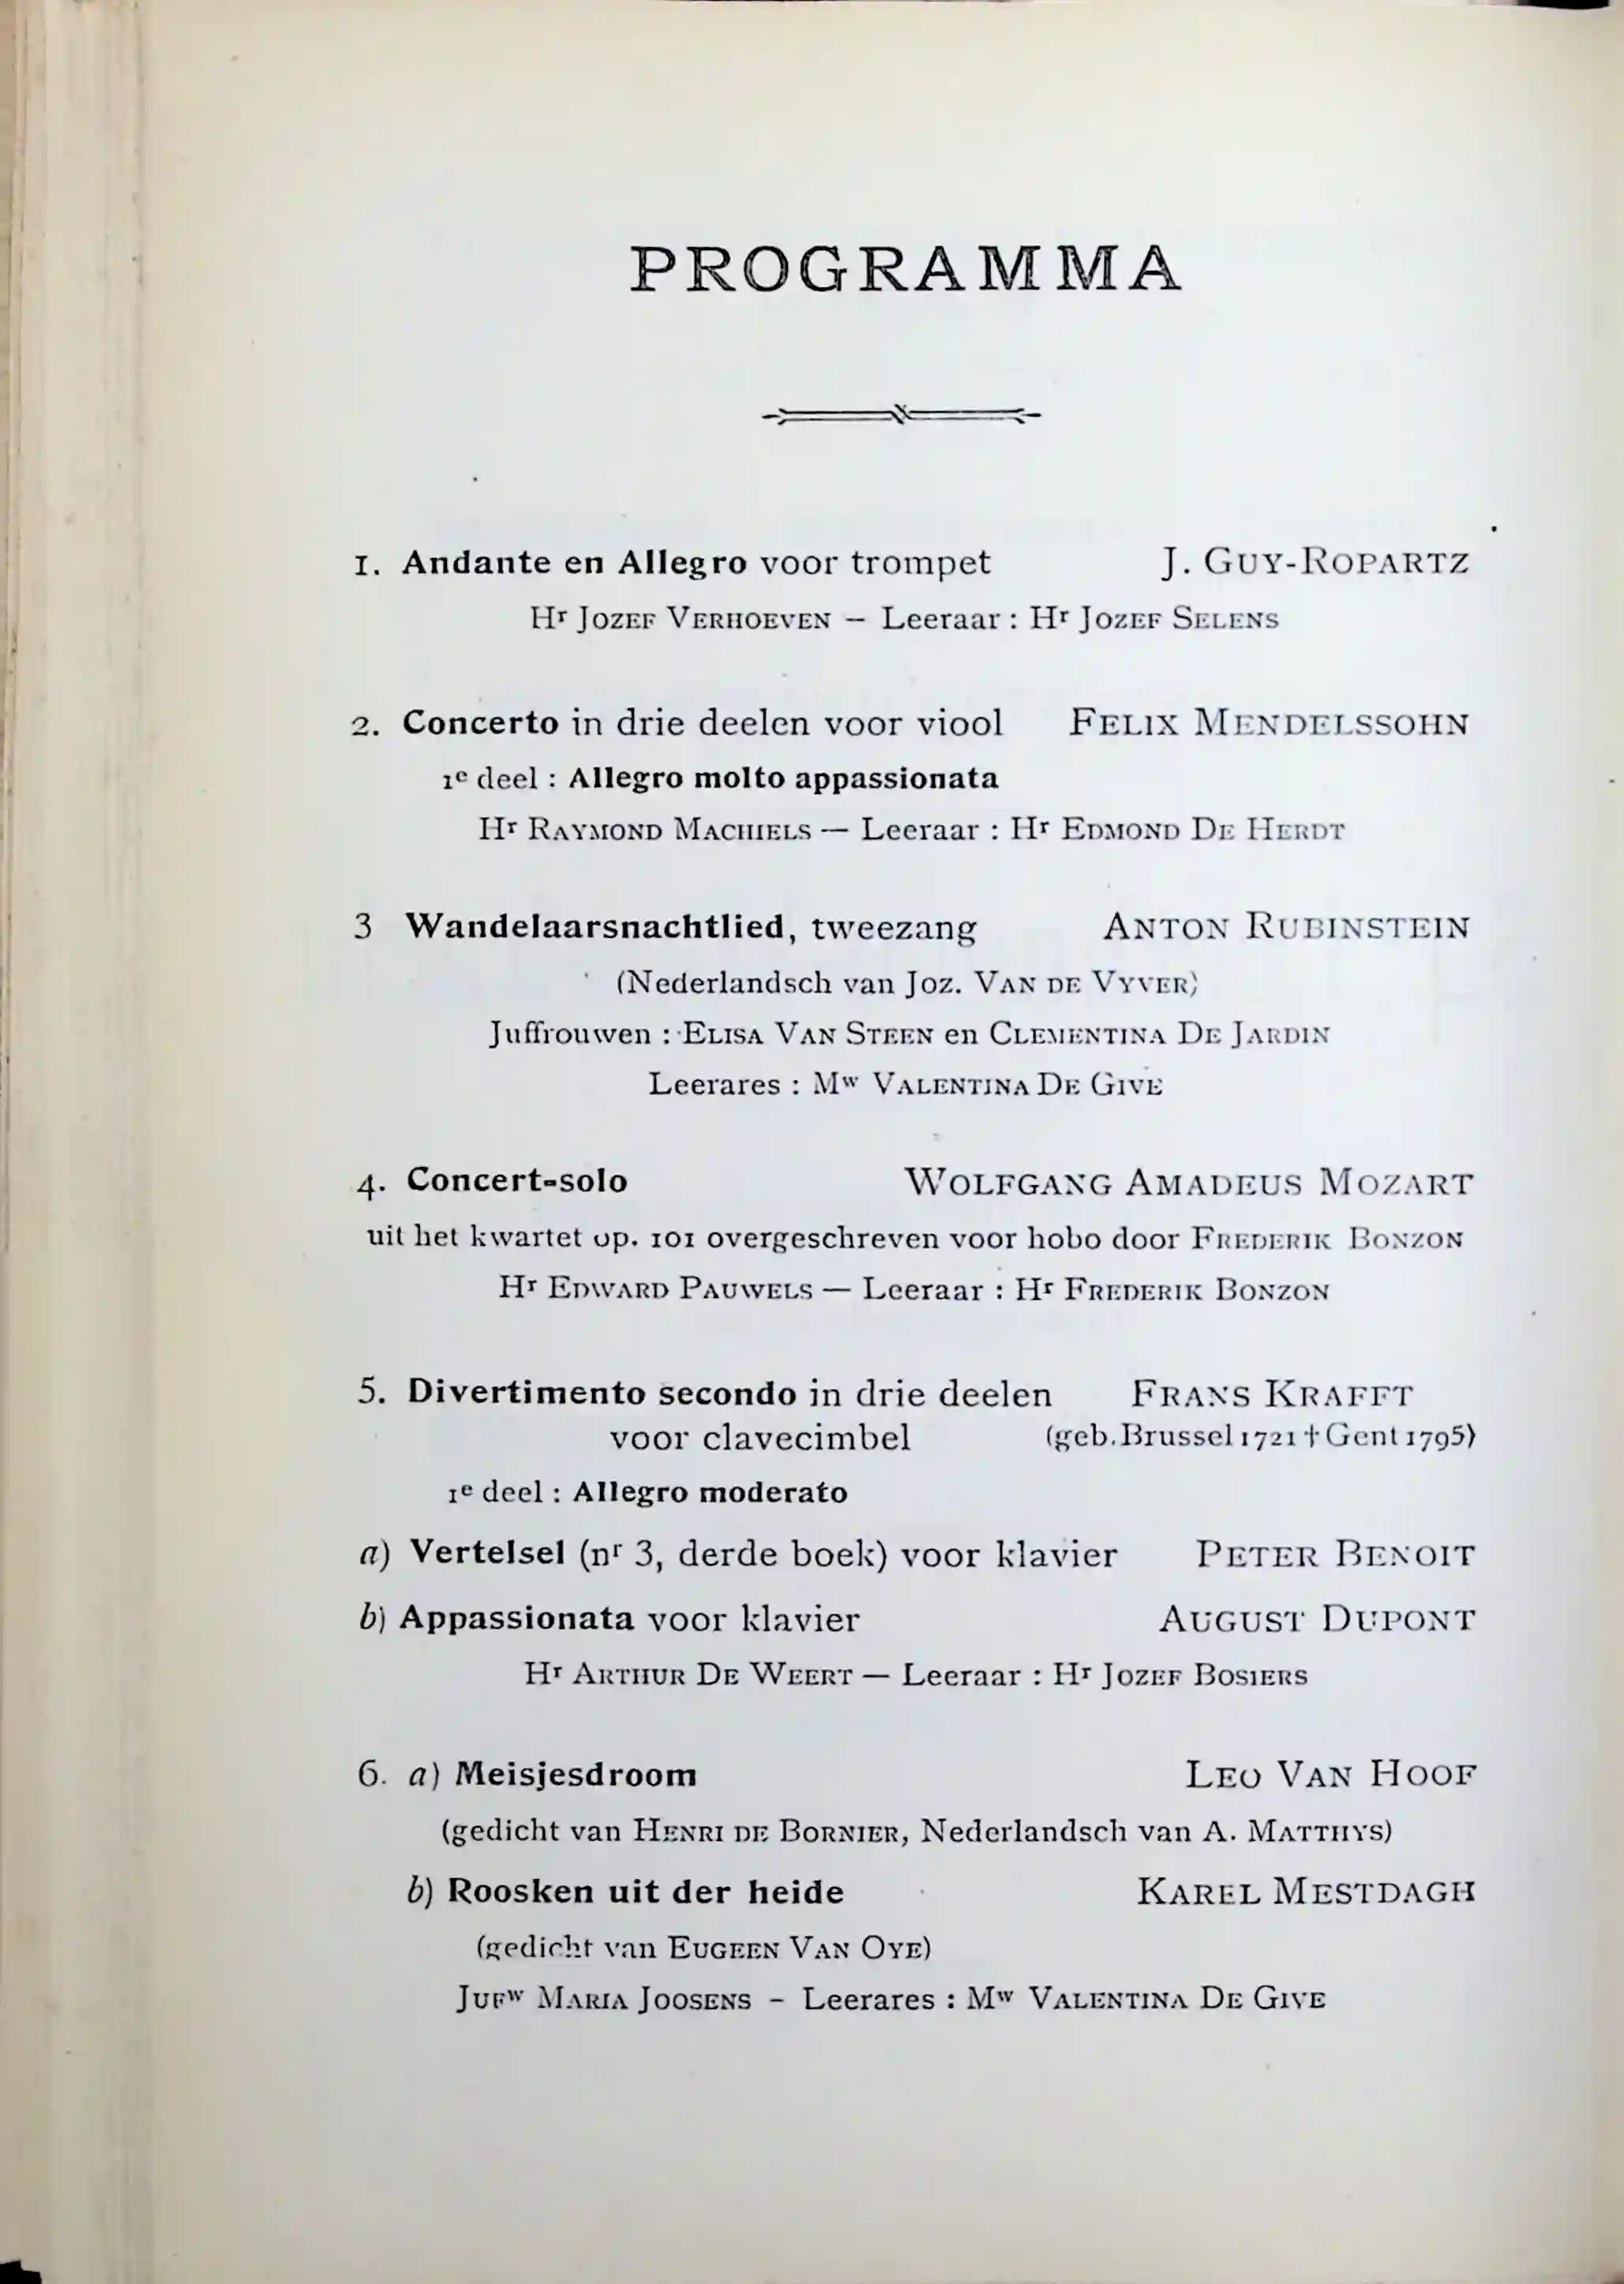 PROGRAMMA
1. Andante en Allegro voor trompet J. GUY-ROPARTZ
Hr JOZEF VERHOEVEN — Leeraar : Hr JOZEF SELENS
2. Concerto in drie deelen voor viool FELIX MENDELSSOHN
1e deel : Allegro molto appassionata
Hr RAYMOND MACHIELS — Leeraar : Hr EDMOND DE HERDT
3 Wandelaarsnachtlied, tweezang ANTON RUBINSTEIN
(Nederlandsch van Joz. VAN DE VYVER)
Juffrouwen : ELISA VAN STEEN en CLEMENTINA DE JARDIN
Leerares : Mw VALENTINA DE GIVE
4. Concert-solo WOLFGANG AMADEUS MOZART
uit het kwartet op. 101 overgeschreven voor hobo door FREDERIK BONZON
Hr EDWARD PAUWELS — Leeraar : Hr FREDERIK BONZON
5. Divertimento secondo in drie deelen FRANS KRAFFT
voor clavecimbel (geb. Brussel 1721 † Gent 1795)
1e deel : Allegro moderato
a) Vertelsel (nr 3, derde boek) voor klavier PETER BENOIT
b) Appassionata voor klavier AUGUST DUPONT
Hr ARTHUR DE WEERT — Leeraar : Hr JOZEF BOSIERS
6. a) Meisjesdroom LEO VAN HOOF
(gedicht van HENRI DE BORNIER, Nederlandsch van A. MATTHYS)
b) Roosken uit der heide KAREL MESTDAGH
(gedicht van EUGEEN VAN OYE)
JUFw MARIA JOOSENS - Leerares : Mw VALENTINA DE GIVE